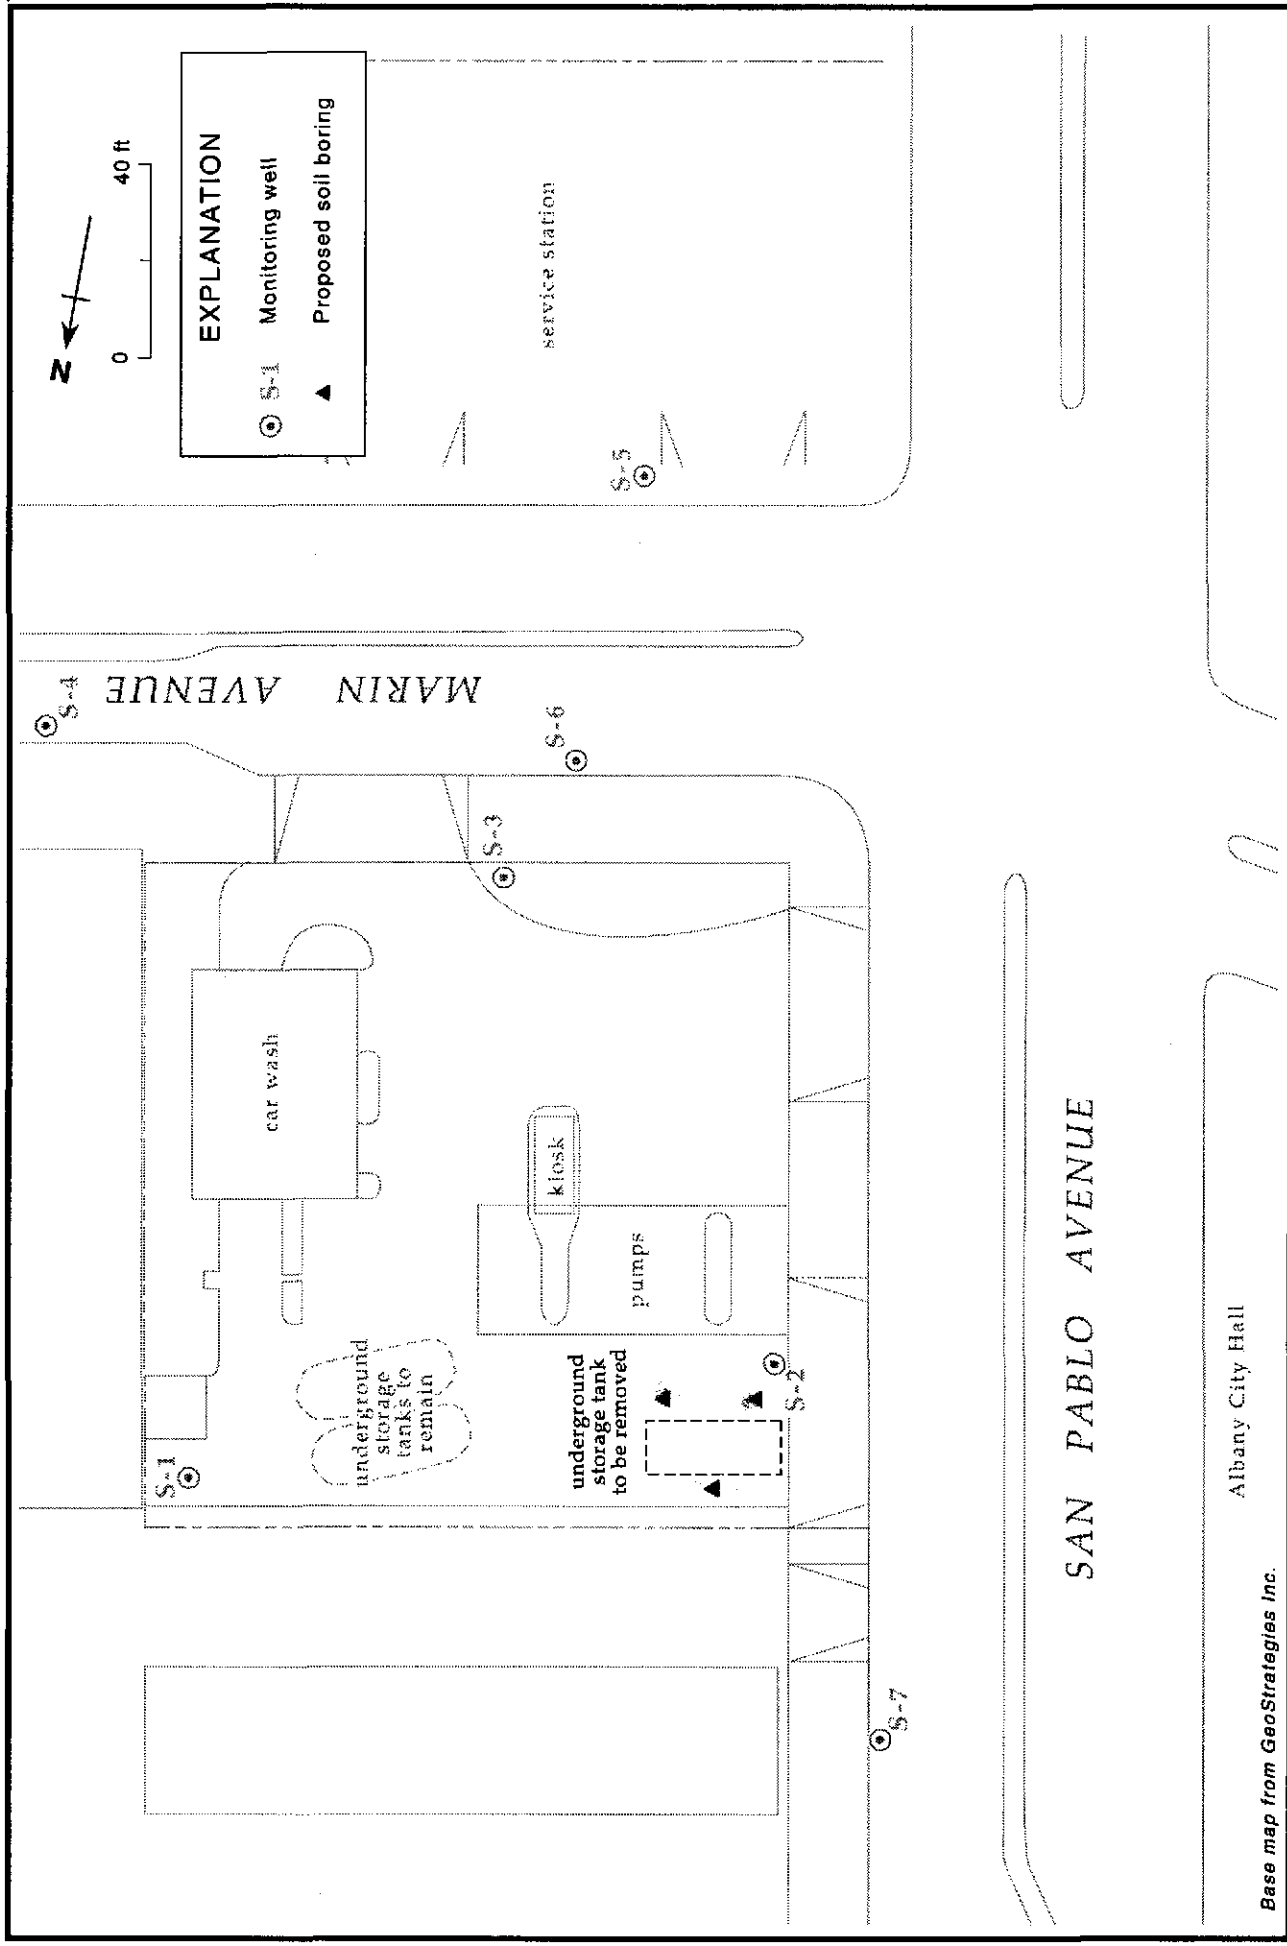 N
0 40 ft
EXPLANATION
S-1 Monitoring well
Proposed soil boring
service station
S-5
MARIN AVENUE
S-4
S-6
S-3
car wash
kiosk
pumps
underground
storage
tanks to
remain
underground
storage tank
to be removed
S-2
S-1
S-7
SAN PABLO AVENUE
Albany City Hall
Base map from GeoStrategies Inc.